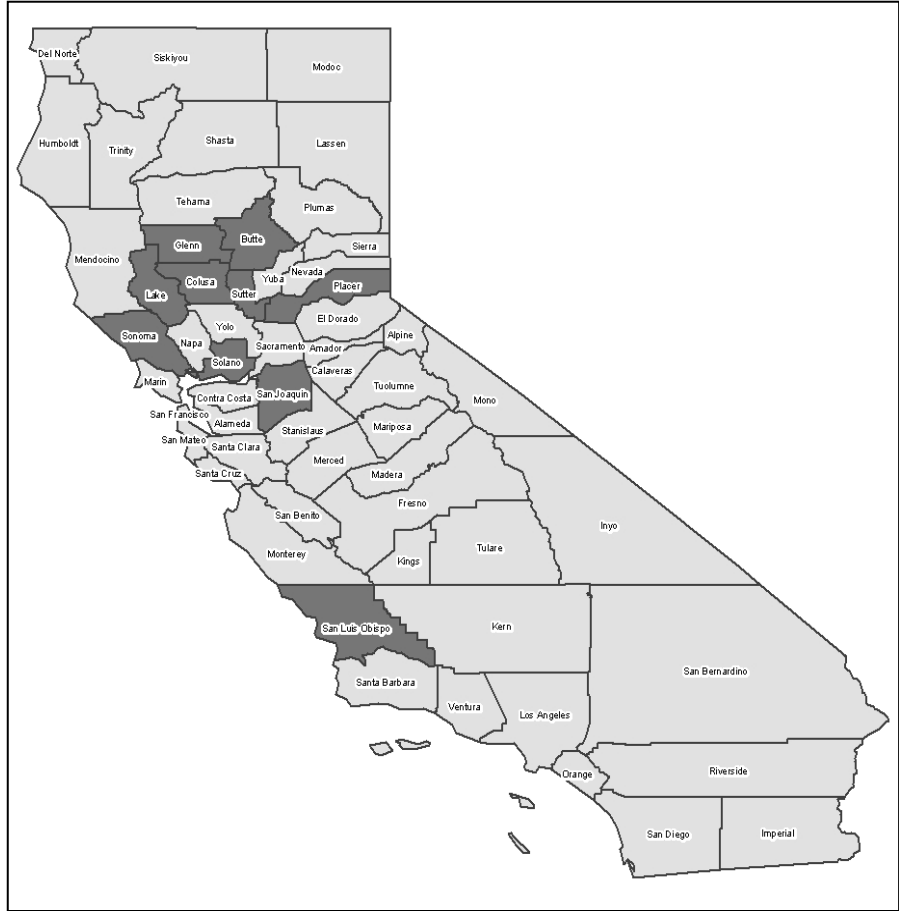 Del Norte
Siskiyou
Modoc
Humboldt
Trinity
Shasta
Lassen
Tehama
Plumas
Mendocino
Glenn
Butte
Sierra
Lake
Colusa
Sutter
Yuba
Nevada
Placer
Sonoma
Napa
Yolo
El Dorado
Solano
Sacramento
Amador
Alpine
Marin
Contra Costa
San Joaquin
Calaveras
Tuolumne
Mono
San Francisco
Alameda
Stanislaus
Mariposa
San Mateo
Santa Clara
Merced
Santa Cruz
Madera
Fresno
San Benito
Inyo
Monterey
Kings
Tulare
San Luis Obispo
Kern
San Bernardino
Santa Barbara
Ventura
Los Angeles
Orange
Riverside
San Diego
Imperial